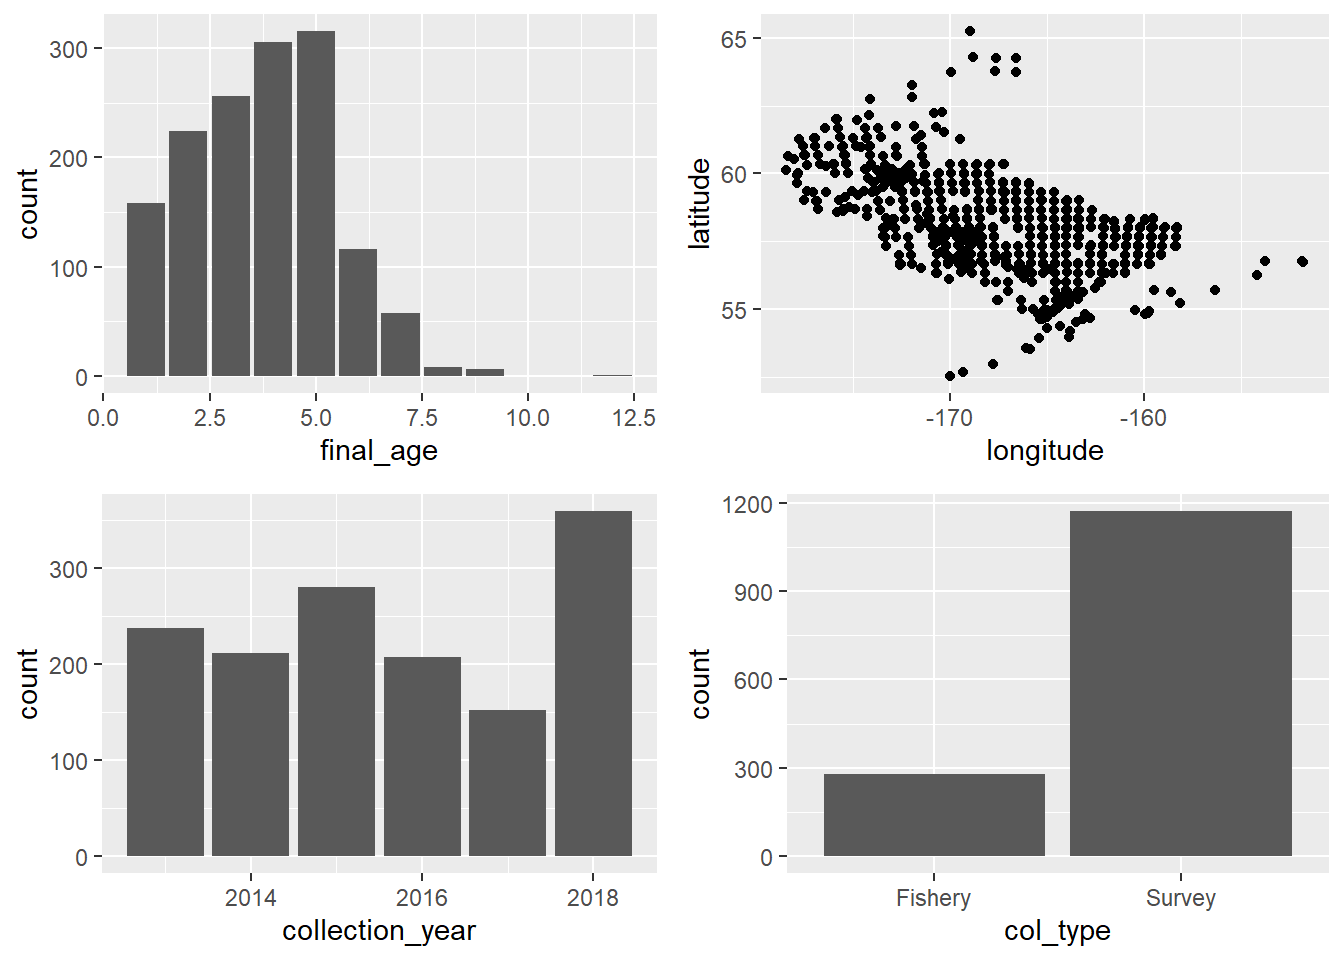 count
300
200
100
0
0.0 2.5 5.0 7.5 10.0 12.5
final_age
latitude
65
60
55
-170 -160
longitude
count
300
200
100
0
2014 2016 2018
collection_year
count
1200
900
600
300
0
Fishery Survey
col_type